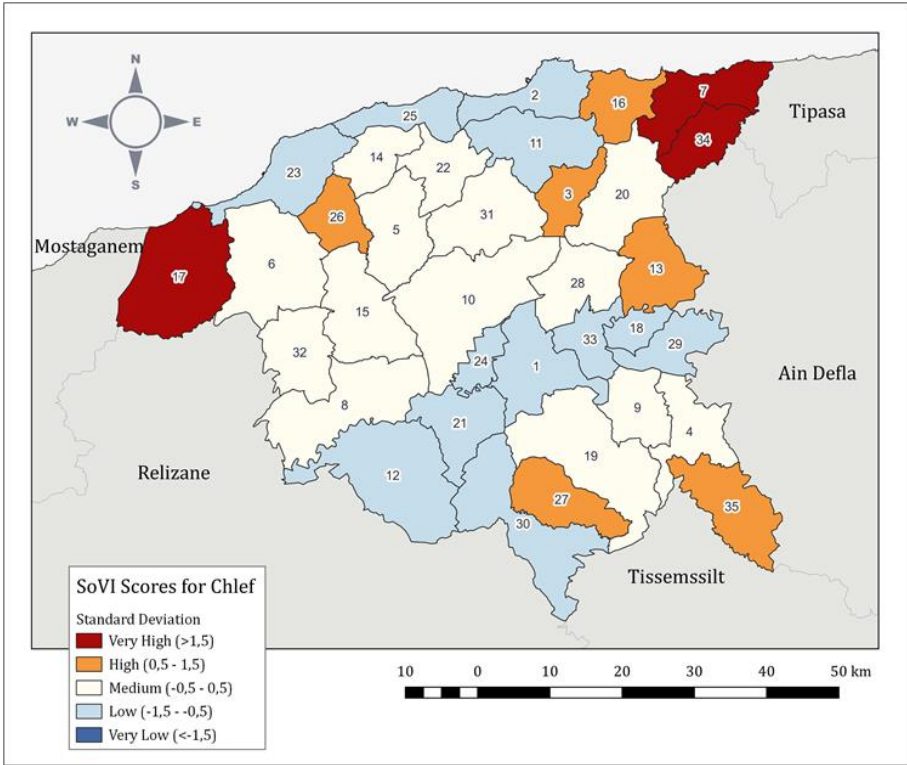 N
W E
S
2
16
7
Tipasa
25
34
14
11
23
22
3
20
26
31
5
Mostaganem
6
13
17
28
10
15
18
33
29
32
24
1
Ain Defla
8
9
21
4
19
Relizane
12
27
35
30
Tissemssilt
SoVI Scores for Chlef
Standard Deviation
Very High (>1,5)
High (0,5 - 1,5)
Medium (-0,5 - 0,5)
Low (-1,5 - -0,5)
Very Low (<-1,5)
10 0 10 20 30 40 50 km